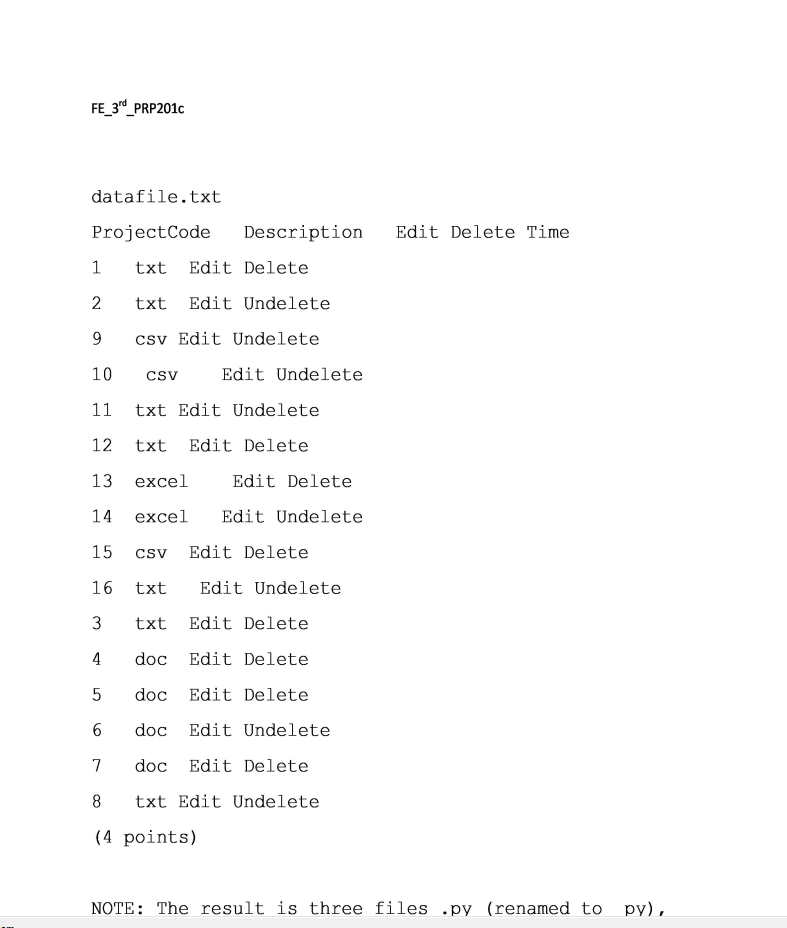 FE_3rd_PRP201c
datafile.txt
ProjectCode Description Edit Delete Time
1 txt Edit Delete
2 txt Edit Undelete
9 csv Edit Undelete
10 csv Edit Undelete
11 txt Edit Undelete
12 txt Edit Delete
13 excel Edit Delete
14 excel Edit Undelete
15 csv Edit Delete
16 txt Edit Undelete
3 txt Edit Delete
4 doc Edit Delete
5 doc Edit Delete
6 doc Edit Undelete
7 doc Edit Delete
8 txt Edit Undelete
(4 points)
NOTE: The result is three files .py (renamed to py),